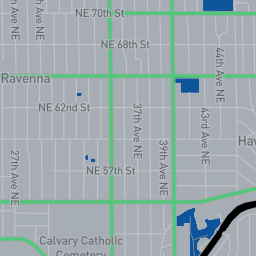 NE 70th St
NE 68th St
44th Ave NE
Ravenna
NE 62nd St
37th Ave NE
43rd Ave NE
39th Ave NE
27th Ave NE
NE 57th St
Calvary Catholic
Cemetery